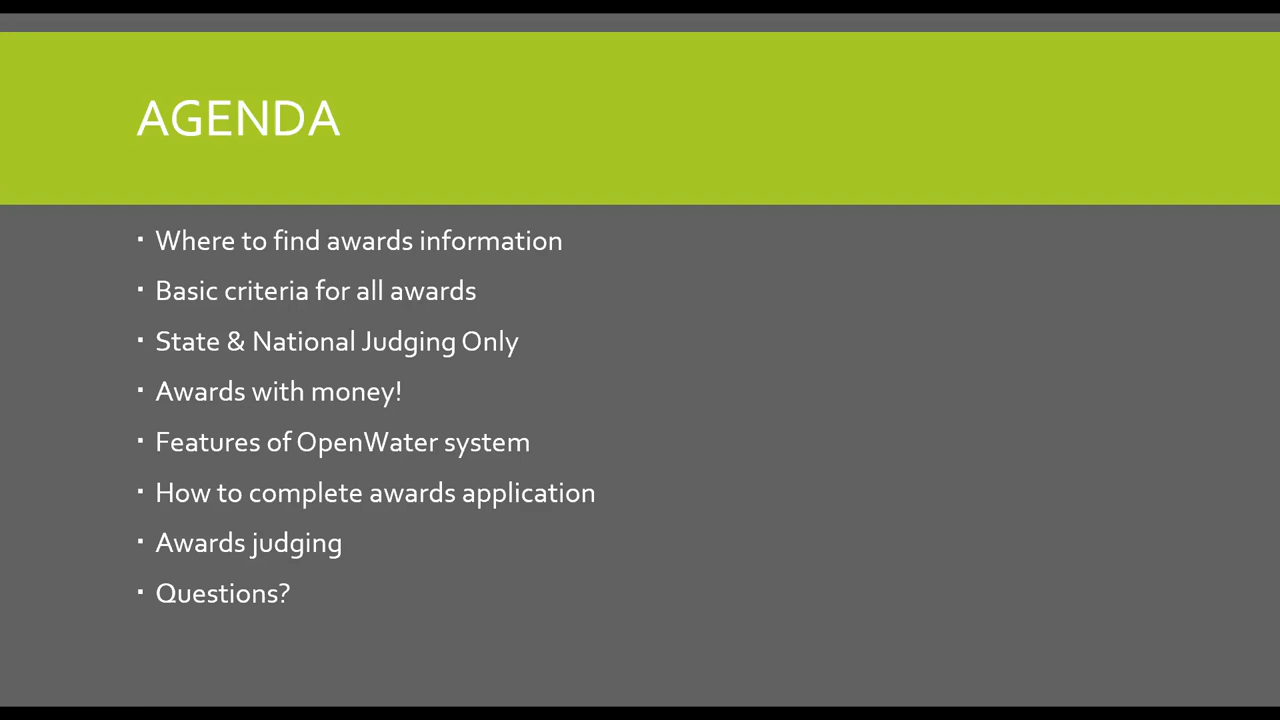 AGENDA
▪ Where to find awards information
▪ Basic criteria for all awards
▪ State & National Judging Only
▪ Awards with money!
▪ Features of OpenWater system
▪ How to complete awards application
▪ Awards judging
▪ Questions?